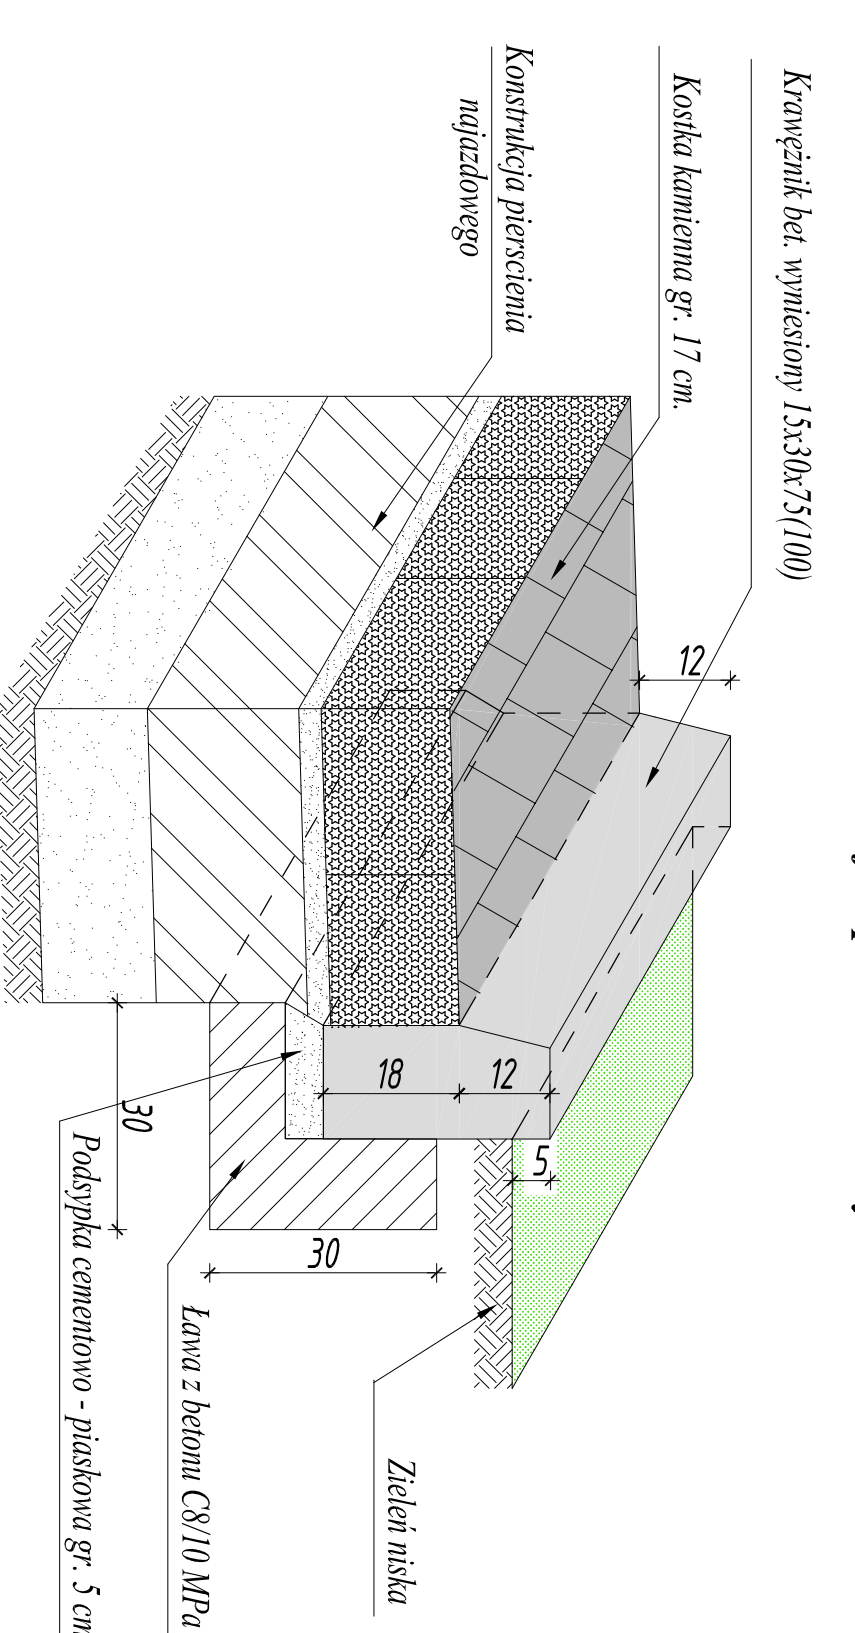 Krawężnik bet. wyniesiony 15x30x75(100)
Kostka kamienna gr. 17 cm.
Konstrukcja pierscienia
najazdowego
12
18
12
5
30
30
Zieleń niska
Ława z betonu C8/10 MPa
Podsypka cementowo - piaskowa gr. 5 cm